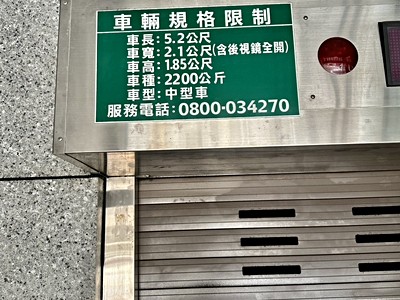 車輛規格限制
車長：5.2公尺
車寬：2.1公尺(含後視鏡全開)
車高：1.85公尺
車種：2200公斤
車型：中型車
服務電話：0800-034270